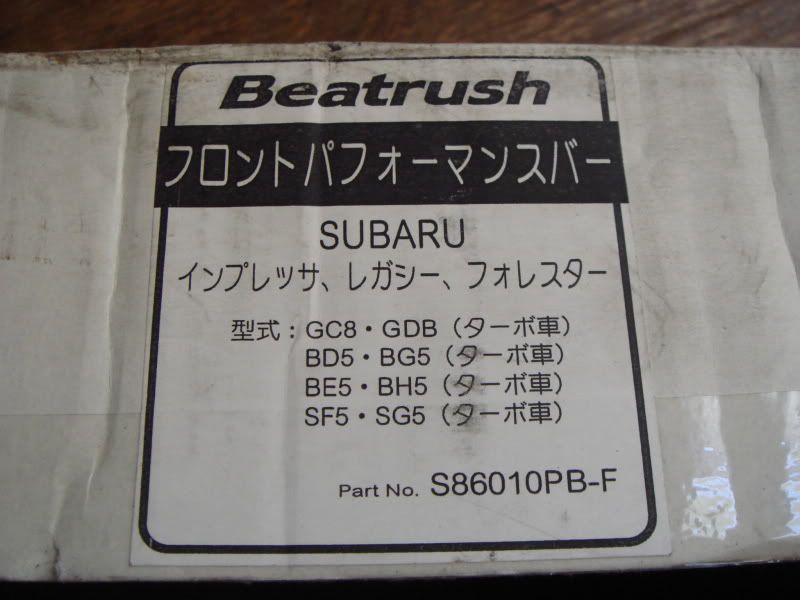 Beatrush
フロントパフォーマンスバー
SUBARU
インプレッサ、レガシー、フォレスター
型式：GC8・GDB（ターボ車）
BD5・BG5（ターボ車）
BE5・BH5（ターボ車）
SF5・SG5（ターボ車）
Part No. S86010PB-F